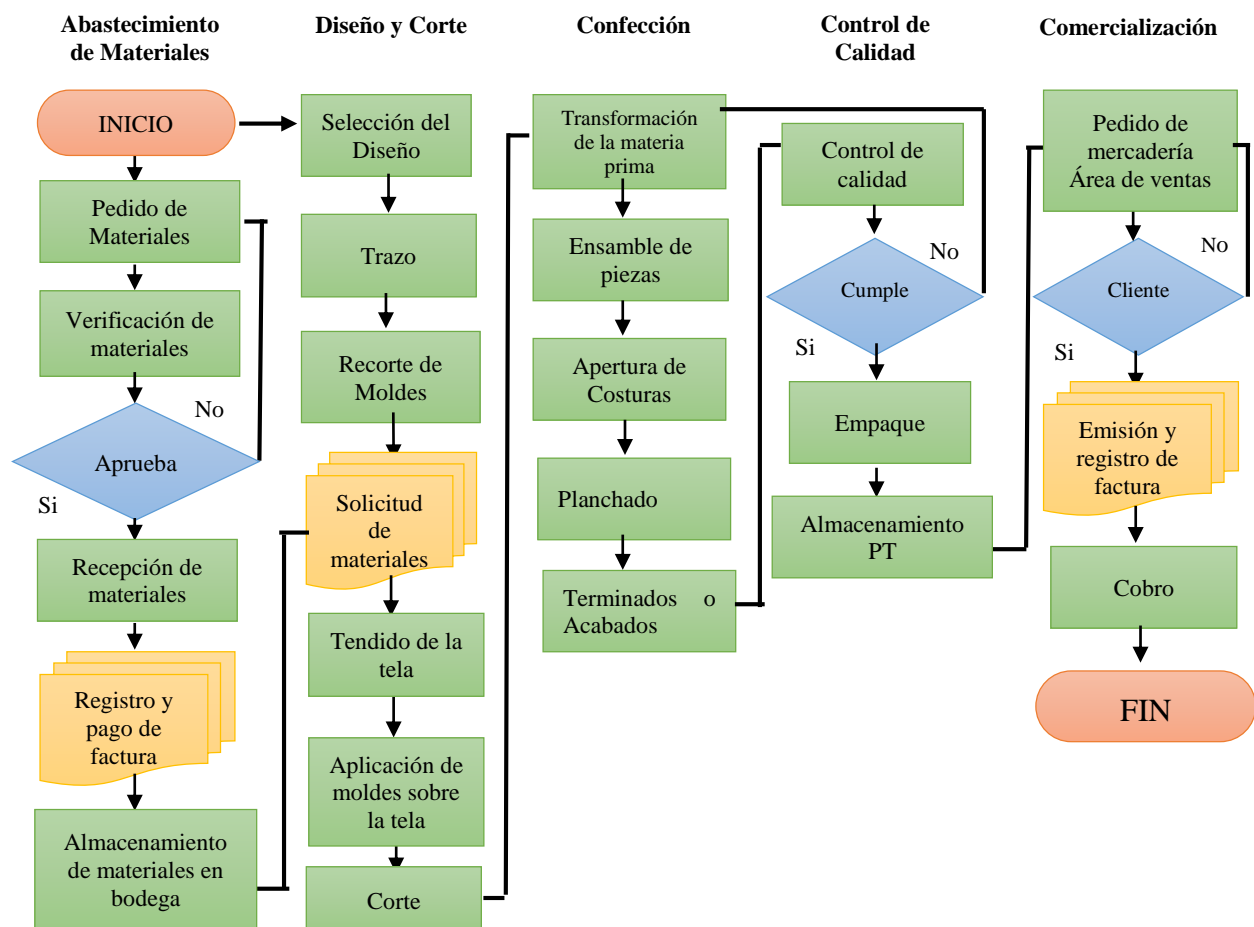 Abastecimiento
de Materiales
INICIO
Pedido de
Materiales
Verificación de
materiales
No
Aprueba
Si
Recepción de
materiales
Registro y
pago de
factura
Almacenamiento
de materiales en
bodega
Diseño y Corte
Selección del
Diseño
Trazo
Recorte de
Moldes
Solicitud
de
materiales
Tendido de la
tela
Aplicación de
moldes sobre
la tela
Corte
Confección
Transformación
de la materia
prima
Ensamble de
piezas
Apertura de
Costuras
Planchado
Terminados o
Acabados
Control de
Calidad
Control de
calidad
No
Cumple
Si
Empaque
Almacenamiento
PT
Comercialización
Pedido de
mercadería
Área de ventas
No
Cliente
Si
Emisión y
registro de
factura
Cobro
FIN